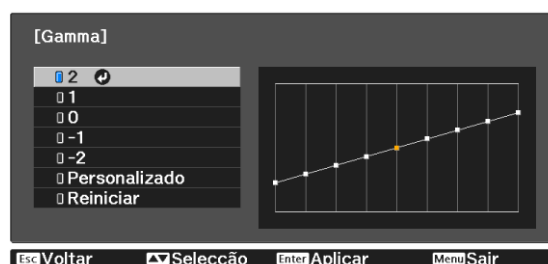 [Gamma]
2
1
0
-1
-2
Personalizado
Reiniciar
Esc Voltar Selecção Enter Aplicar Menu Sair